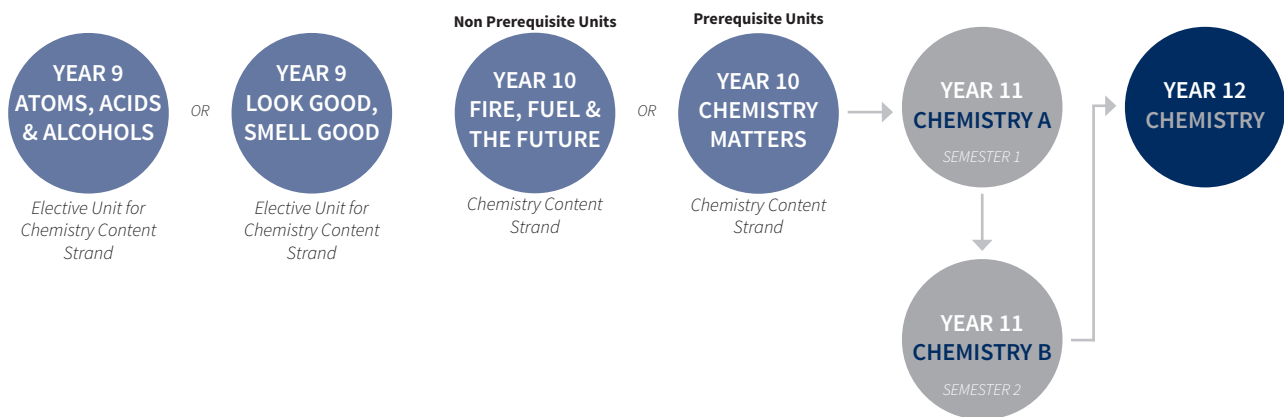 Non Prerequisite Units
Prerequisite Units
YEAR 9
ATOMS, ACIDS
& ALCOHOLS
Elective Unit for
Chemistry Content
Strand
OR
YEAR 9
LOOK GOOD,
SMELL GOOD
Elective Unit for
Chemistry Content
Strand
YEAR 10
FIRE, FUEL &
THE FUTURE
Chemistry Content
Strand
OR
YEAR 10
CHEMISTRY
MATTERS
Chemistry Content
Strand
YEAR 11
CHEMISTRY A
SEMESTER 1
YEAR 12
CHEMISTRY
YEAR 11
CHEMISTRY B
SEMESTER 2